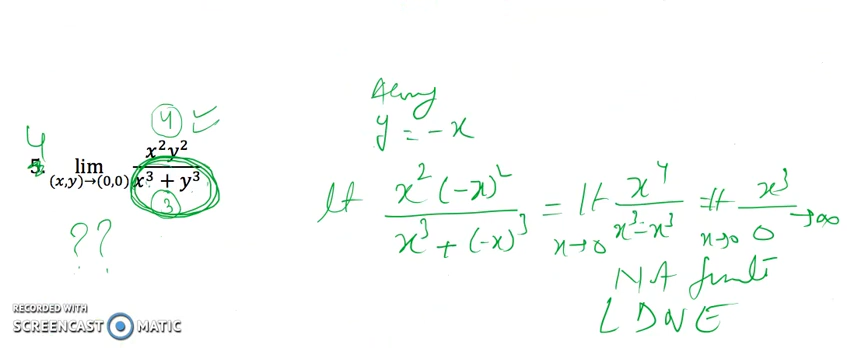 4
5. lim (x,y)→(0,0) x²y² / x³ + y³
4 ✓
3
??
Along
y = -x
lt x²(-x)² / x³ + (-x)³ = lt x→0 x⁴ / x³-x³ = lt x→0 x³ / 0 → ∞
NA
LDNE
RECORDED WITH
SCREENCAST MATIC